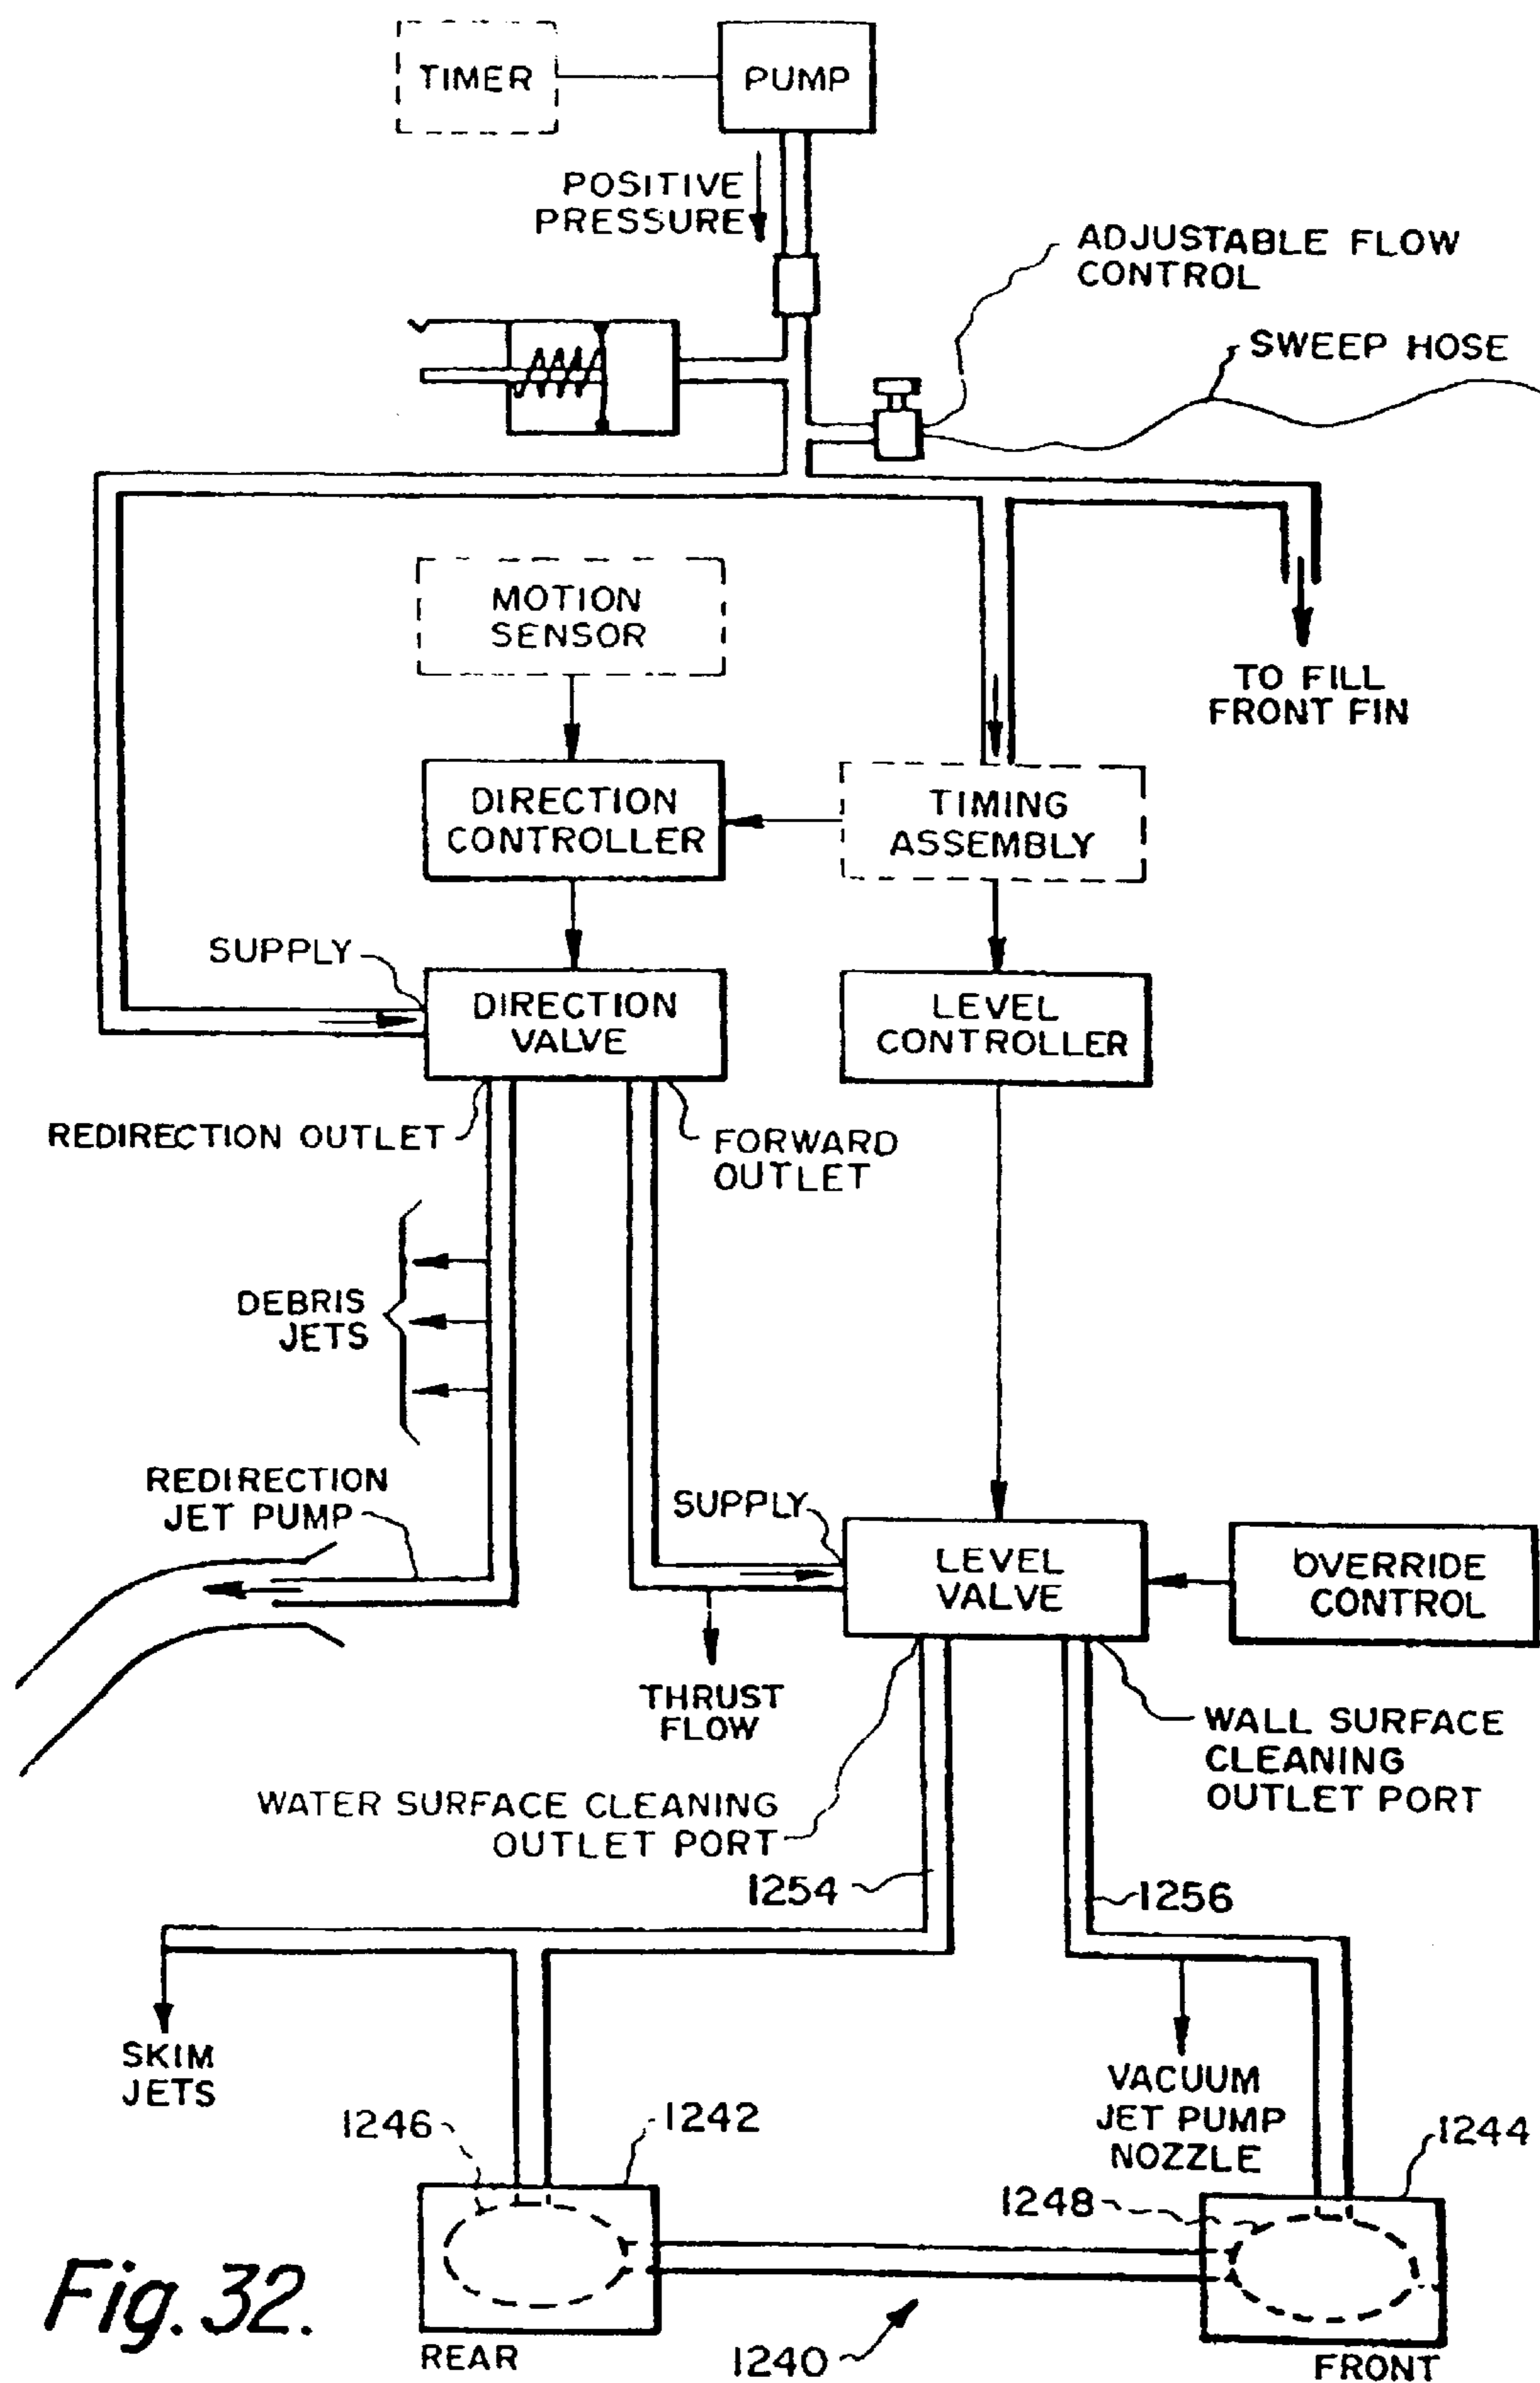 TIMER
PUMP
POSITIVE
PRESSURE
ADJUSTABLE FLOW
CONTROL
SWEEP HOSE
MOTION
SENSOR
TO FILL
FRONT FIN
DIRECTION
CONTROLLER
TIMING
ASSEMBLY
SUPPLY
DIRECTION
VALVE
LEVEL
CONTROLLER
REDIRECTION OUTLET
FORWARD
OUTLET
DEBRIS
JETS
REDIRECTION
JET PUMP
SUPPLY
LEVEL
VALVE
OVERRIDE
CONTROL
THRUST
FLOW
WALL SURFACE
CLEANING
OUTLET PORT
WATER SURFACE CLEANING
OUTLET PORT
1254
1256
SKIM
JETS
VACUUM
JET PUMP
NOZZLE
1246
1242
1244
1248
Fig. 32.
REAR
1240
FRONT